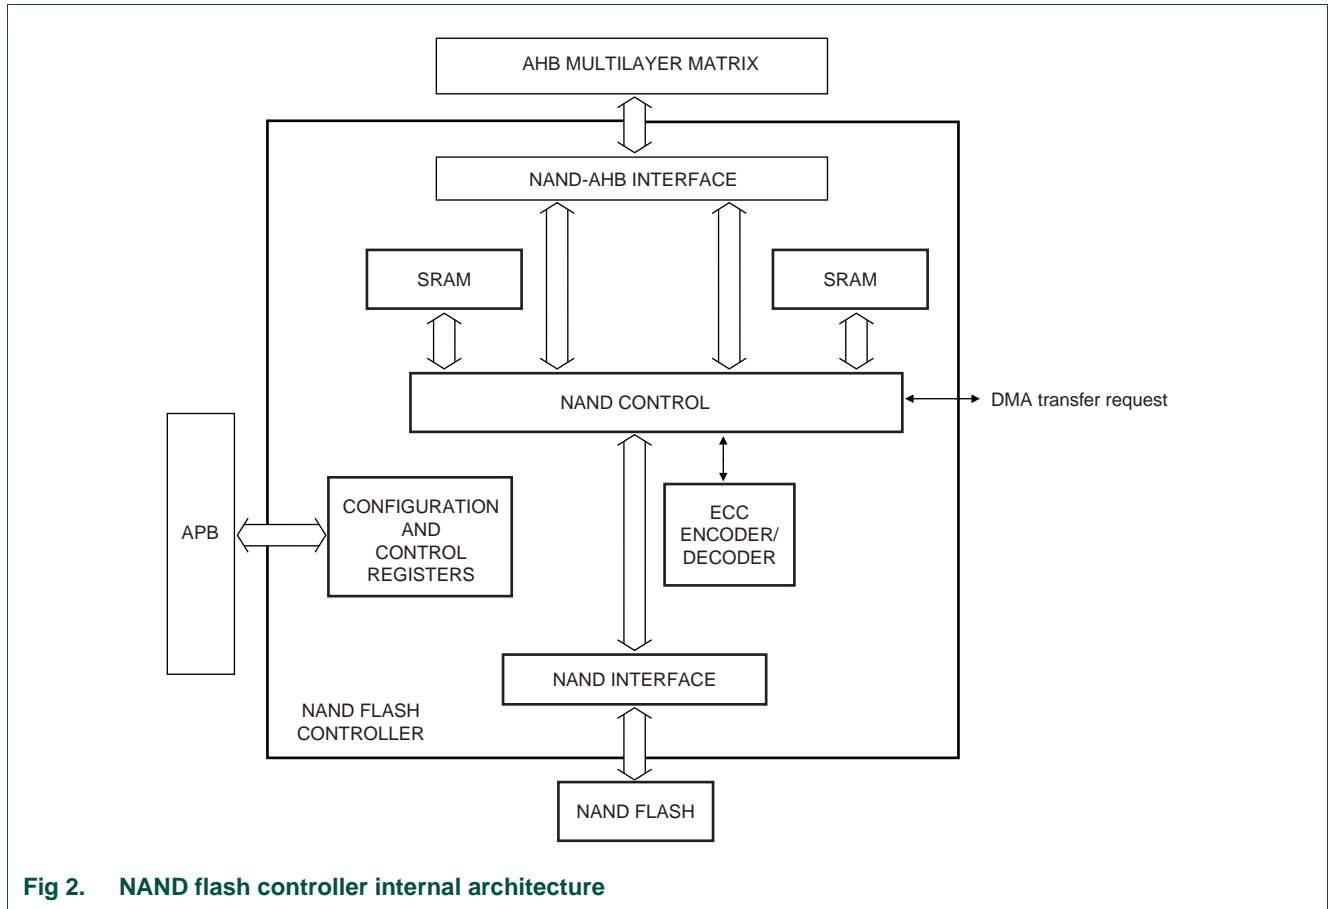 AHB MULTILAYER MATRIX
NAND-AHB INTERFACE
SRAM
SRAM
NAND CONTROL
DMA transfer request
APB
CONFIGURATION
AND
CONTROL
REGISTERS
ECC
ENCODER/
DECODER
NAND INTERFACE
NAND FLASH
CONTROLLER
NAND FLASH
Fig 2. NAND flash controller internal architecture